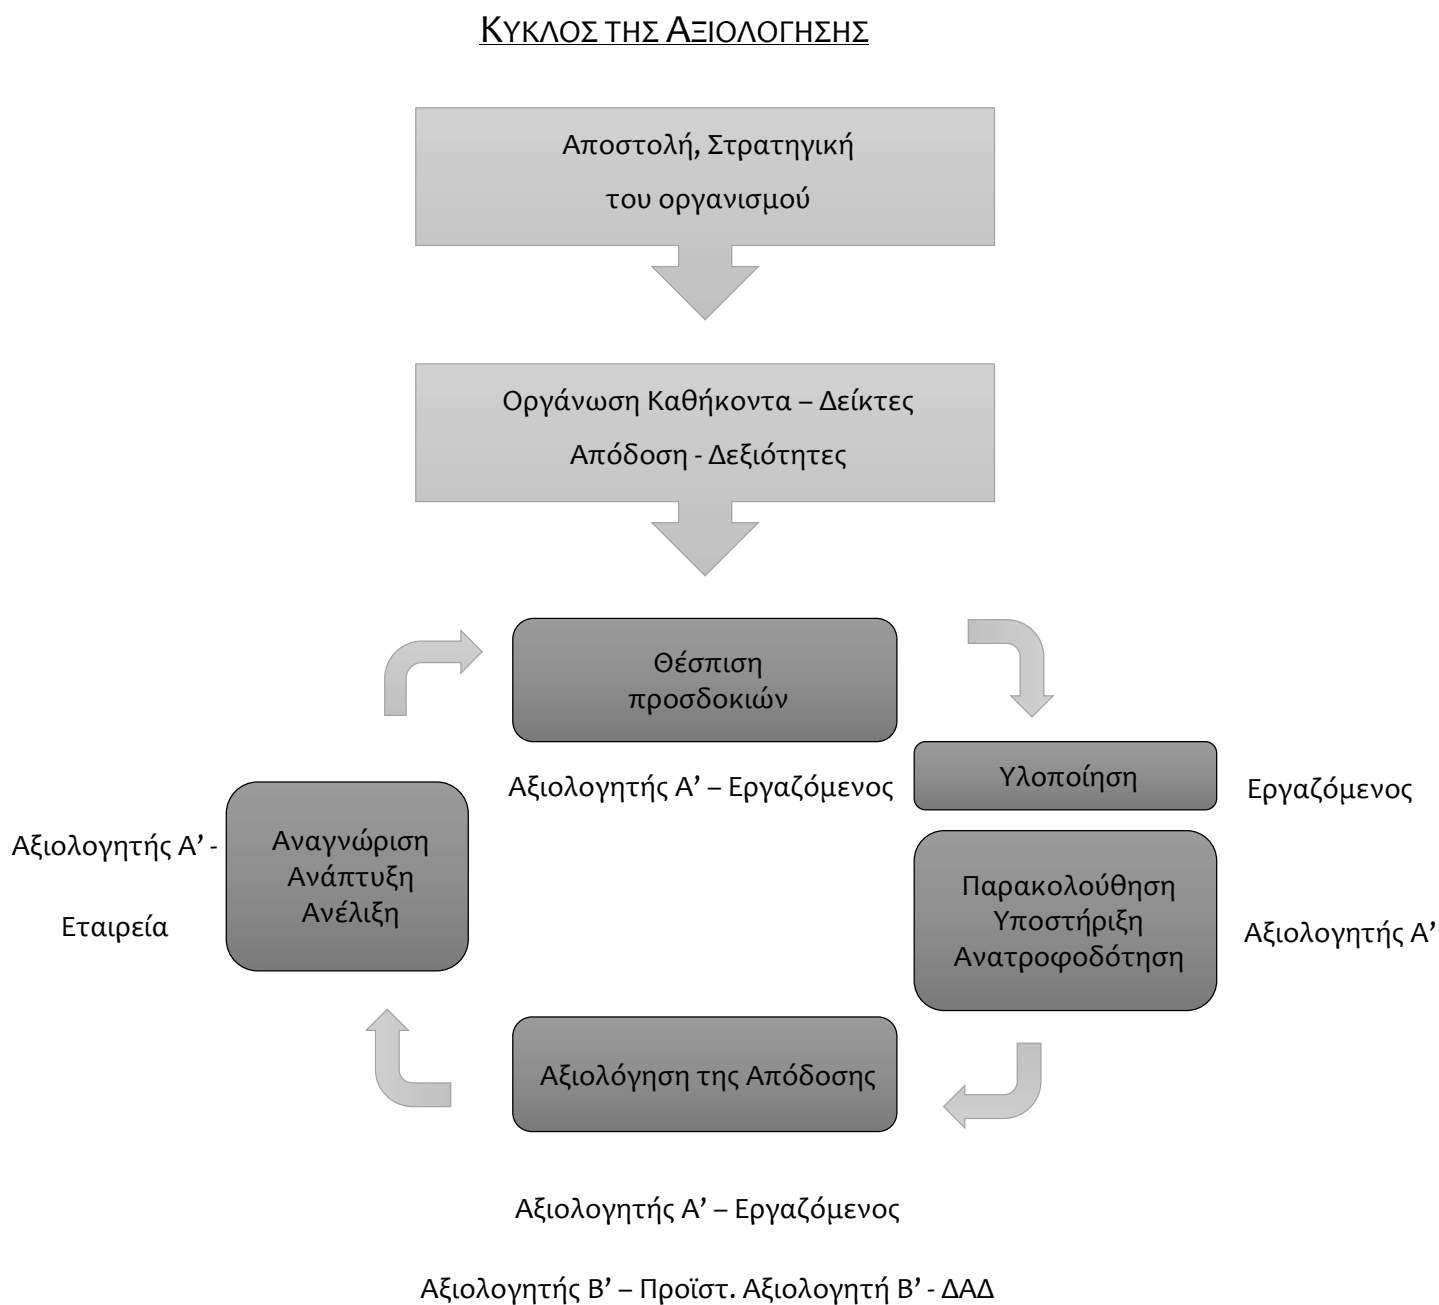 ΚΥΚΛΟΣ ΤΗΣ ΑΞΙΟΛΟΓΗΣΗΣ
Αποστολή, Στρατηγική
του οργανισμού
Οργάνωση Καθήκοντα – Δείκτες
Απόδοση - Δεξιότητες
Θέσπιση
προσδοκιών
Αξιολογητής Α’ – Εργαζόμενος
Υλοποίηση
Εργαζόμενος
Παρακολούθηση
Υποστήριξη
Ανατροφοδότηση
Αξιολογητής Α’
Αξιολόγηση της Απόδοσης
Αξιολογητής Α’ – Εργαζόμενος
Αξιολογητής Β’ – Προϊστ. Αξιολογητή Β’ - ΔΑΔ
Αναγνώριση
Ανάπτυξη
Ανέλιξη
Αξιολογητής Α’ -
Εταιρεία